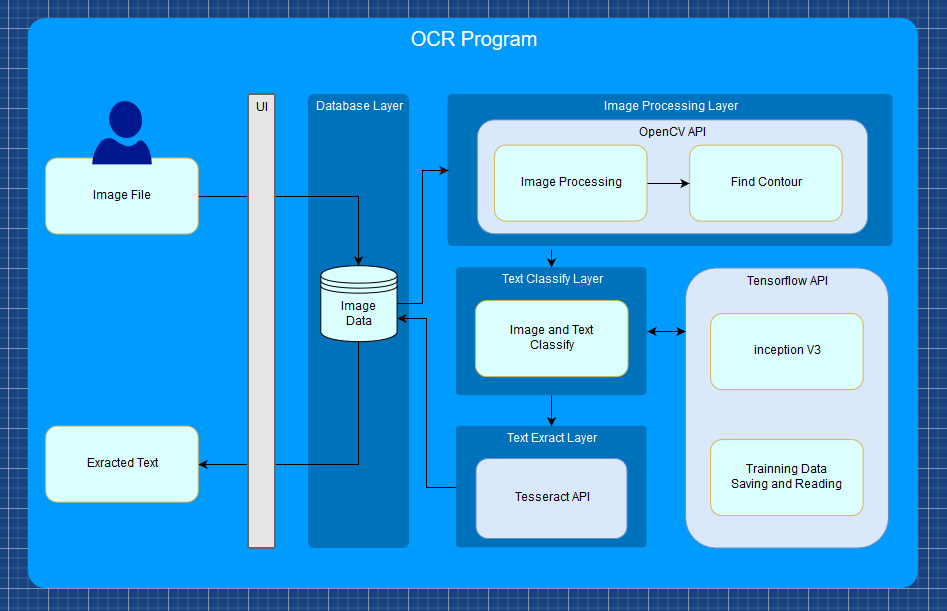 OCR Program
UI
Database Layer
Image Processing Layer
OpenCV API
Image File
Image Processing
Find Contour
Text Classify Layer
Tensorflow API
Image
Data
Image and Text
Classify
inception V3
Text Exract Layer
Exracted Text
Tesseract API
Trainning Data
Saving and Reading